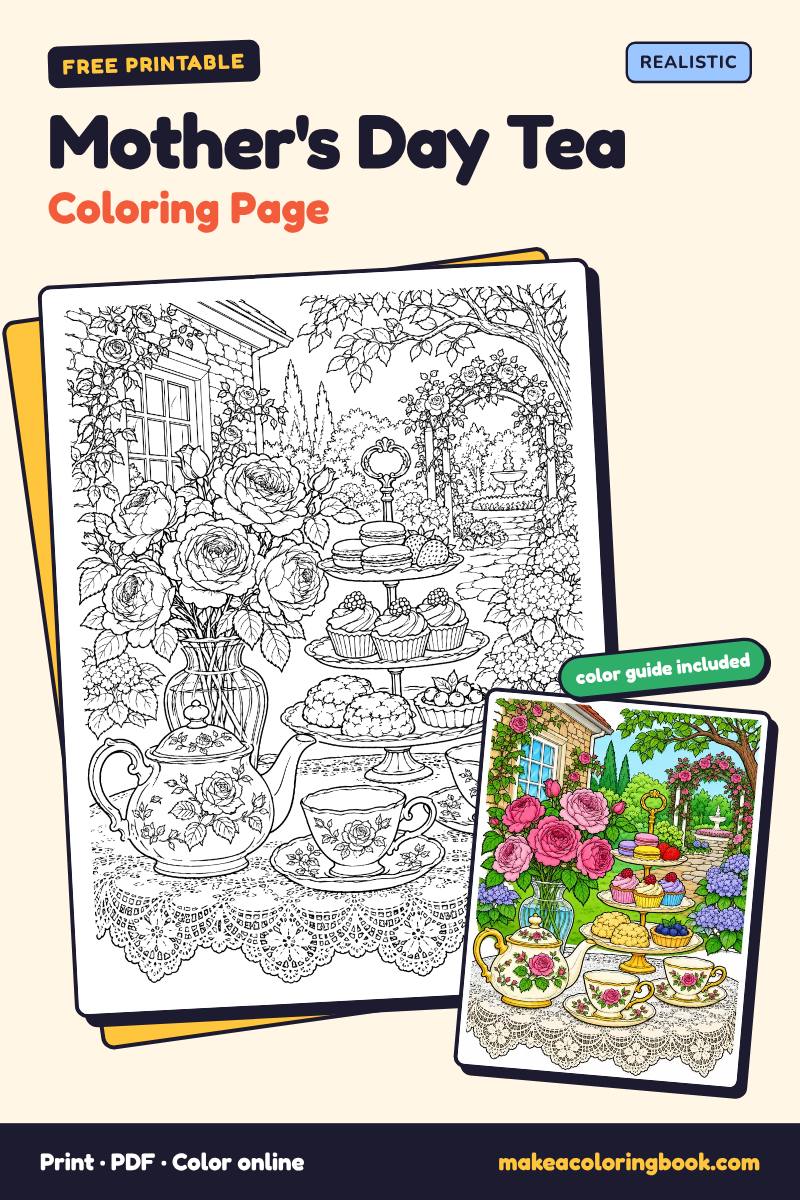 FREE PRINTABLE
REALISTIC
Mother's Day Tea
Coloring Page
color guide included
Print · PDF · Color online
makeacoloringbook.com